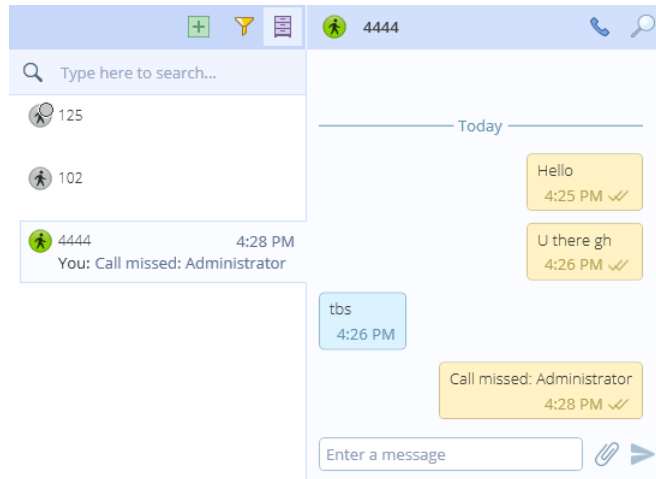 4444
Type here to search...
125
102
4444 4:28 PM
You: Call missed: Administrator
Today
Hello
4:25 PM
U there gh
4:26 PM
tbs
4:26 PM
Call missed: Administrator
4:28 PM
Enter a message